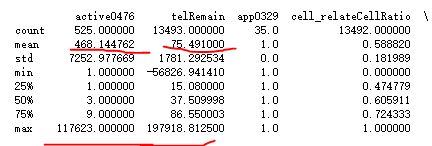 active0476 telRemain app0329 cell_relateCellRatio \
count 525.000000 13493.000000 35.0 13492.000000
mean 468.144762 75.491000 1.0 0.588820
std 7252.977669 1781.292534 0.0 0.181989
min 1.000000 -56826.941410 1.0 0.000000
25% 1.000000 15.080000 1.0 0.474779
50% 3.000000 37.509998 1.0 0.605911
75% 9.000000 86.550003 1.0 0.724333
max 117623.000000 197918.812500 1.0 1.000000